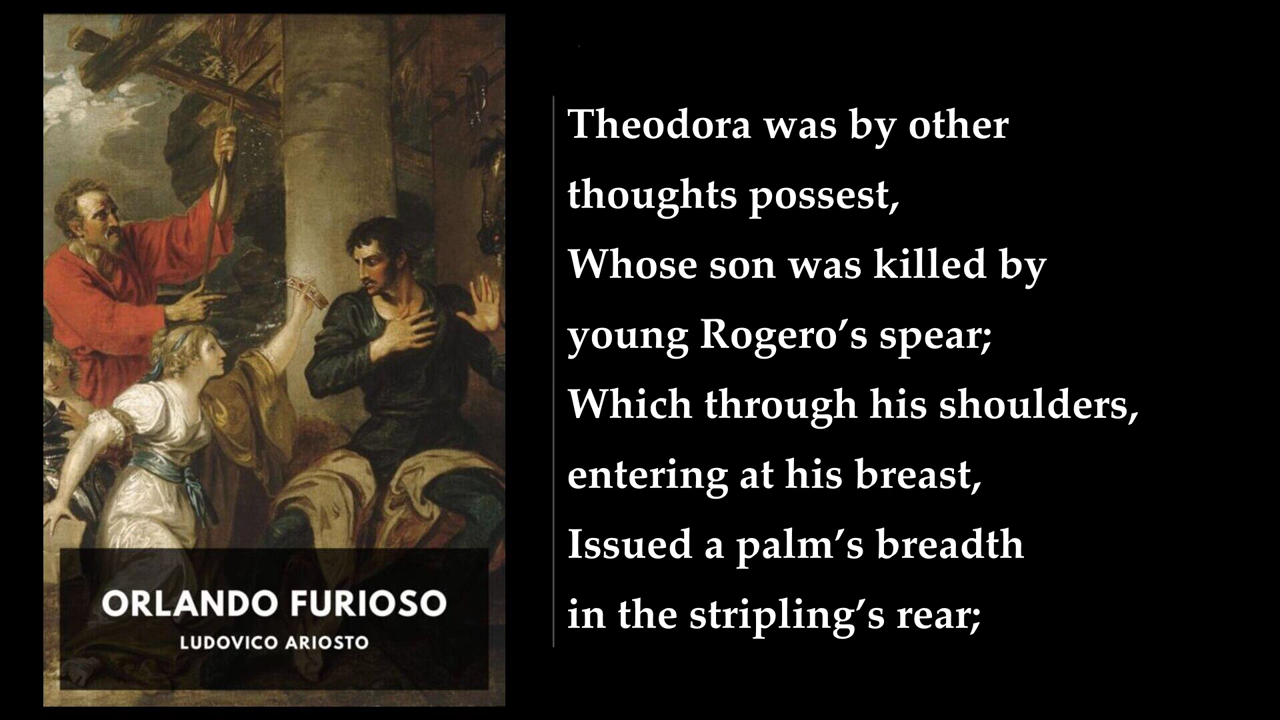 ORLANDO FURIOSO
LUDOVICO ARIOSTO
Theodora was by other
thoughts possest,
Whose son was killed by
young Rogero’s spear;
Which through his shoulders,
entering at his breast,
Issued a palm’s breadth
in the stripling’s rear;